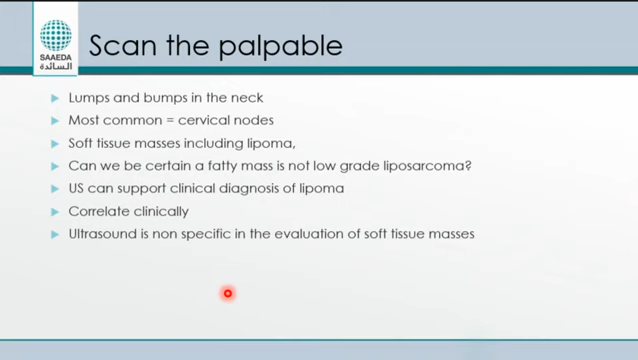 SAAEDA
السائدة
Scan the palpable
Lumps and bumps in the neck
Most common = cervical nodes
Soft tissue masses including lipoma,
Can we be certain a fatty mass is not low grade liposarcoma?
US can support clinical diagnosis of lipoma
Correlate clinically
Ultrasound is non specific in the evaluation of soft tissue masses